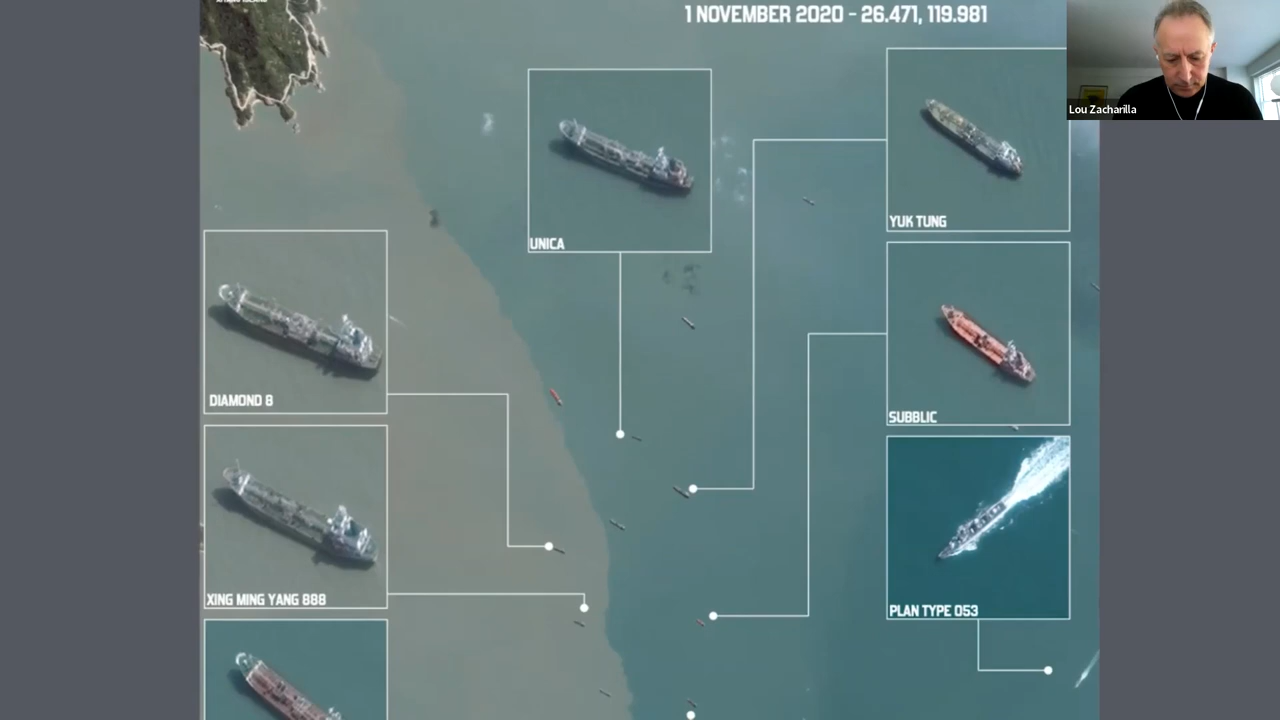 1 NOVEMBER 2020 - 26.471, 119.981
Lou Zacharilla
YUK TUNG
UNICA
DIAMOND 8
SUBBLIC
XING MING YANG 888
PLAN TYPE 053